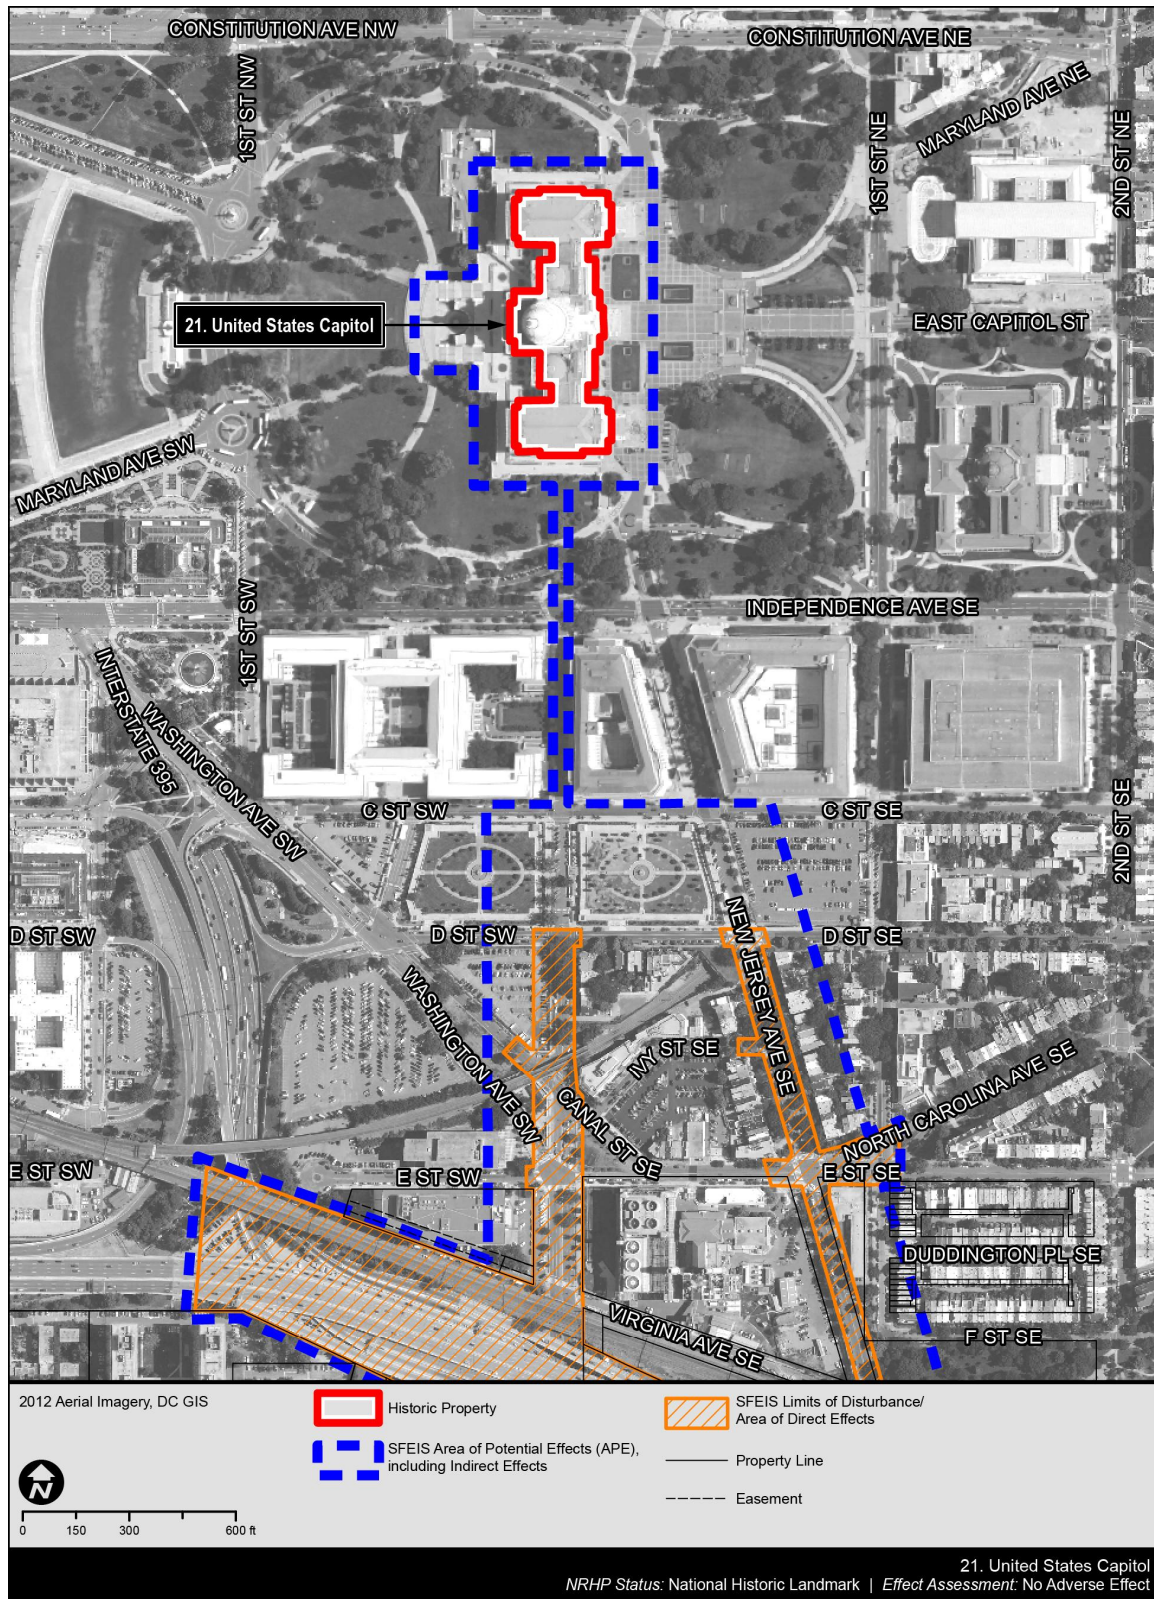 CONSTITUTION AVE NW
CONSTITUTION AVE NE
1ST ST NW
MARYLAND AVE NE
1ST ST NE
2ND ST NE
21. United States Capitol
EAST CAPITOL ST
MARYLAND AVE SW
1ST ST SW
INDEPENDENCE AVE SE
INTERSTATE 395
WASHINGTON AVE SW
C ST SW
C ST SE
2ND ST SE
D ST SW
D ST SW
D ST SE
NEW JERSEY AVE SE
WASHINGTON AVE SW
IVY ST SE
CANAL ST SE
NORTH CAROLINA AVE SE
E ST SW
E ST SW
E ST SE
DUDDINGTON PL SE
VIRGINIA AVE SE
F ST SE
2012 Aerial Imagery, DC GIS
Historic Property
SFEIS Area of Potential Effects (APE),
including Indirect Effects
SFEIS Limits of Disturbance/
Area of Direct Effects
Property Line
Easement
N
0 150 300 600 ft
21. United States Capitol
NRHP Status: National Historic Landmark | Effect Assessment: No Adverse Effect